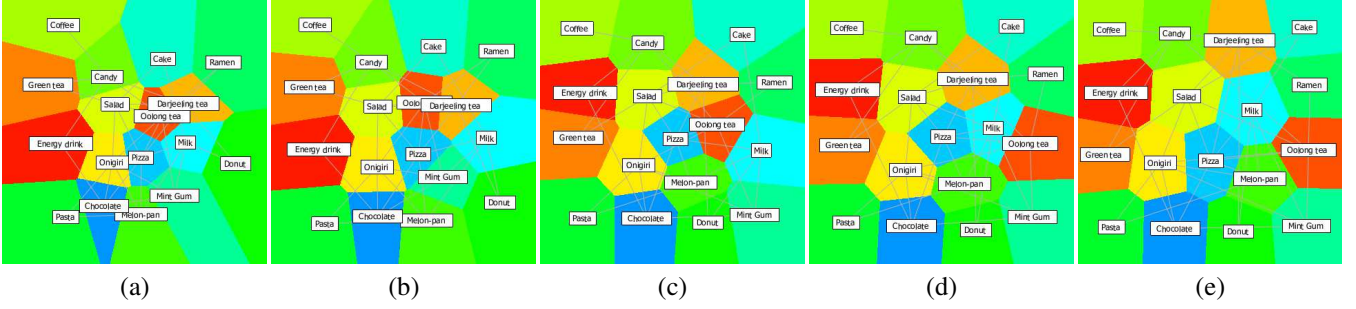 Coffee
Cake
Ramen
Candy
Green tea
Salad
Darjeeling tea
Oolong tea
Energy drink
Milk
Onigiri
Pizza
Donut
Mint Gum
Chocolate
Pasta
Melon-pan
(a)
Coffee
Cake
Ramen
Candy
Green tea
Salad
Darjeeling tea
Energy drink
Milk
Pizza
Onigiri
Mint Gum
Donut
Pasta
Chocolate
Melon-pan
(b)
Coffee
Cake
Candy
Ramen
Energy drink
Darjeeling tea
Salad
Oolong tea
Green tea
Pizza
Milk
Onigiri
Melon-pan
Pasta
Chocolate
Donut
Mint Gum
(c)
Coffee
Cake
Candy
Ramen
Darjeeling tea
Energy drink
Salad
Milk
Pizza
Green tea
Oolong tea
Onigiri
Melon-pan
Mint Gum
Pasta
Chocolate
Donut
(d)
Coffee
Cake
Candy
Darjeeling tea
Energy drink
Ramen
Salad
Milk
Green tea
Oolong tea
Onigiri
Pizza
Melon-pan
Pasta
Chocolate
Donut
Mint Gum
(e)